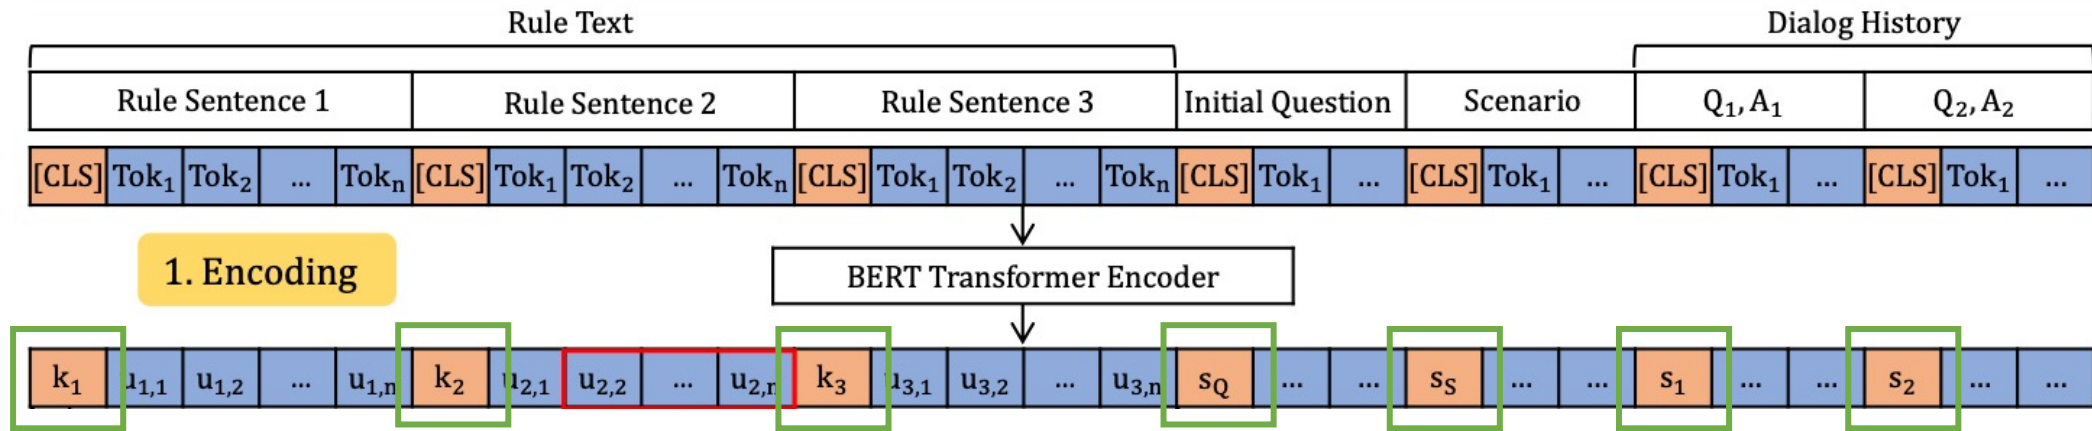 Rule Text Dialog History
Rule Sentence 1 Rule Sentence 2 Rule Sentence 3 Initial Question Scenario Q₁, A₁ Q₂, A₂
[CLS] Tok₁ Tok₂ ... Tokₙ [CLS] Tok₁ Tok₂ ... Tokₙ [CLS] Tok₁ Tok₂ ... Tokₙ [CLS] Tok₁ ... [CLS] Tok₁ ... [CLS] Tok₁ ... [CLS] Tok₁ ...
1. Encoding
BERT Transformer Encoder
k₁ u₁,₁ u₁,₂ ... u₁,ₙ k₂ u₂,₁ u₂,₂ ... u₂,ₙ k₃ u₃,₁ u₃,₂ ... u₃,ₙ s_Q ... ... s_S ... ... s₁ ... ... s₂ ... ...